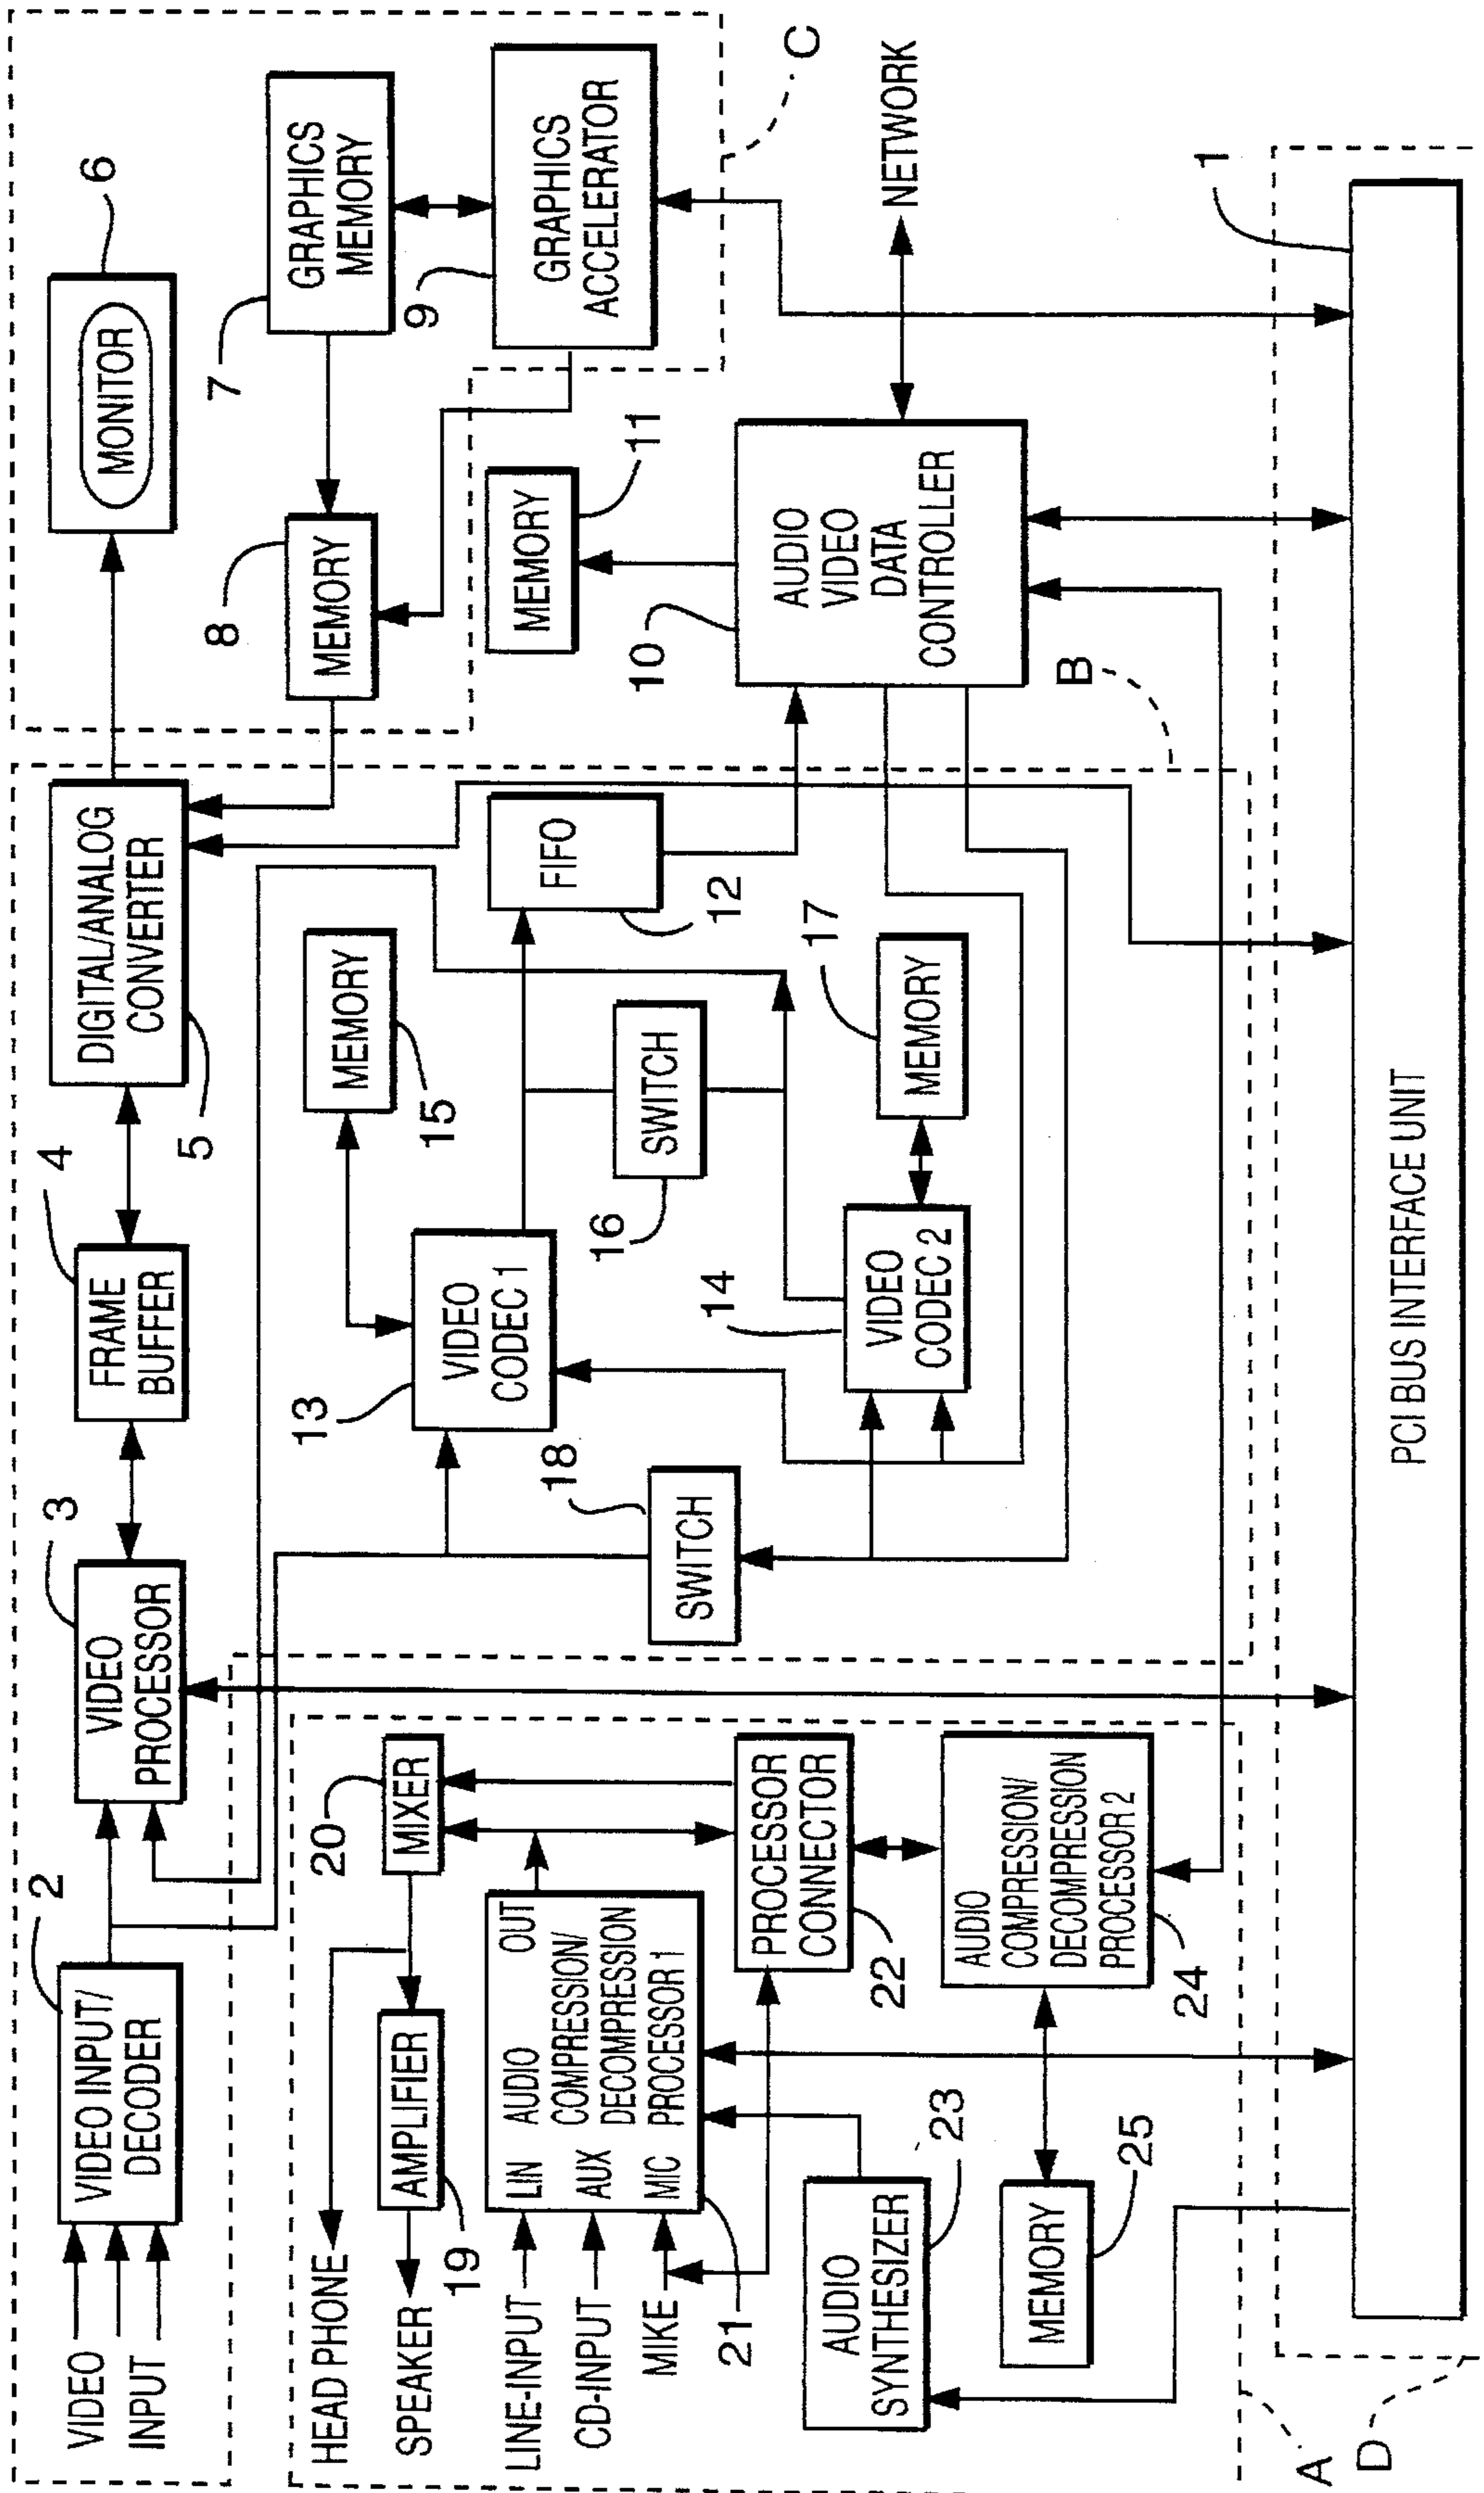 VIDEO
INPUT
2
VIDEO INPUT/
DECODER
3
VIDEO
PROCESSOR
4
FRAME
BUFFER
5
DIGITAL/ANALOG
CONVERTER
6
MONITOR
7
GRAPHICS
MEMORY
8
MEMORY
9
GRAPHICS
ACCELERATOR
C
NETWORK
10
AUDIO
VIDEO
DATA
CONTROLLER
11
MEMORY
B
12
FIFO
13
VIDEO
CODEC 1
14
VIDEO
CODEC 2
15
MEMORY
16
SWITCH
17
MEMORY
18
SWITCH
HEAD PHONE
SPEAKER
19
AMPLIFIER
20
MIXER
LINE-INPUT
CD-INPUT
MIKE
21
LIN
AUX
MIC
OUT
AUDIO
COMPRESSION/
DECOMPRESSION
PROCESSOR 1
22
PROCESSOR
CONNECTOR
23
AUDIO
SYNTHESIZER
24
AUDIO
COMPRESSION/
DECOMPRESSION
PROCESSOR 2
25
MEMORY
A
D
1
PCI BUS INTERFACE UNIT